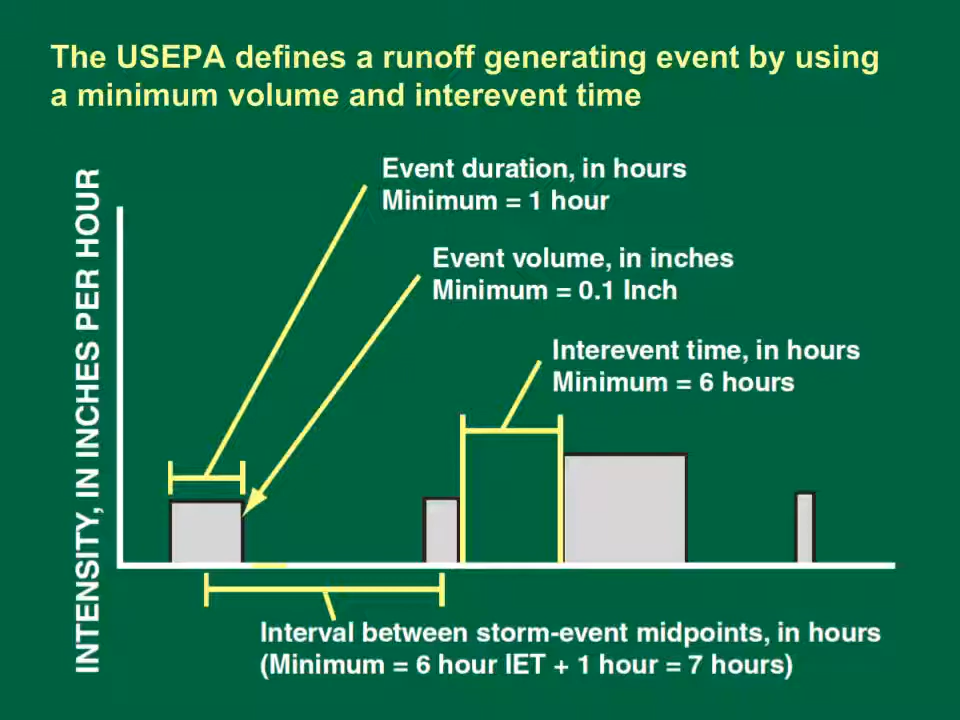 The USEPA defines a runoff generating event by using
a minimum volume and interevent time
INTENSITY, IN INCHES PER HOUR
Event duration, in hours
Minimum = 1 hour
Event volume, in inches
Minimum = 0.1 Inch
Interevent time, in hours
Minimum = 6 hours
Interval between storm-event midpoints, in hours
(Minimum = 6 hour IET + 1 hour = 7 hours)